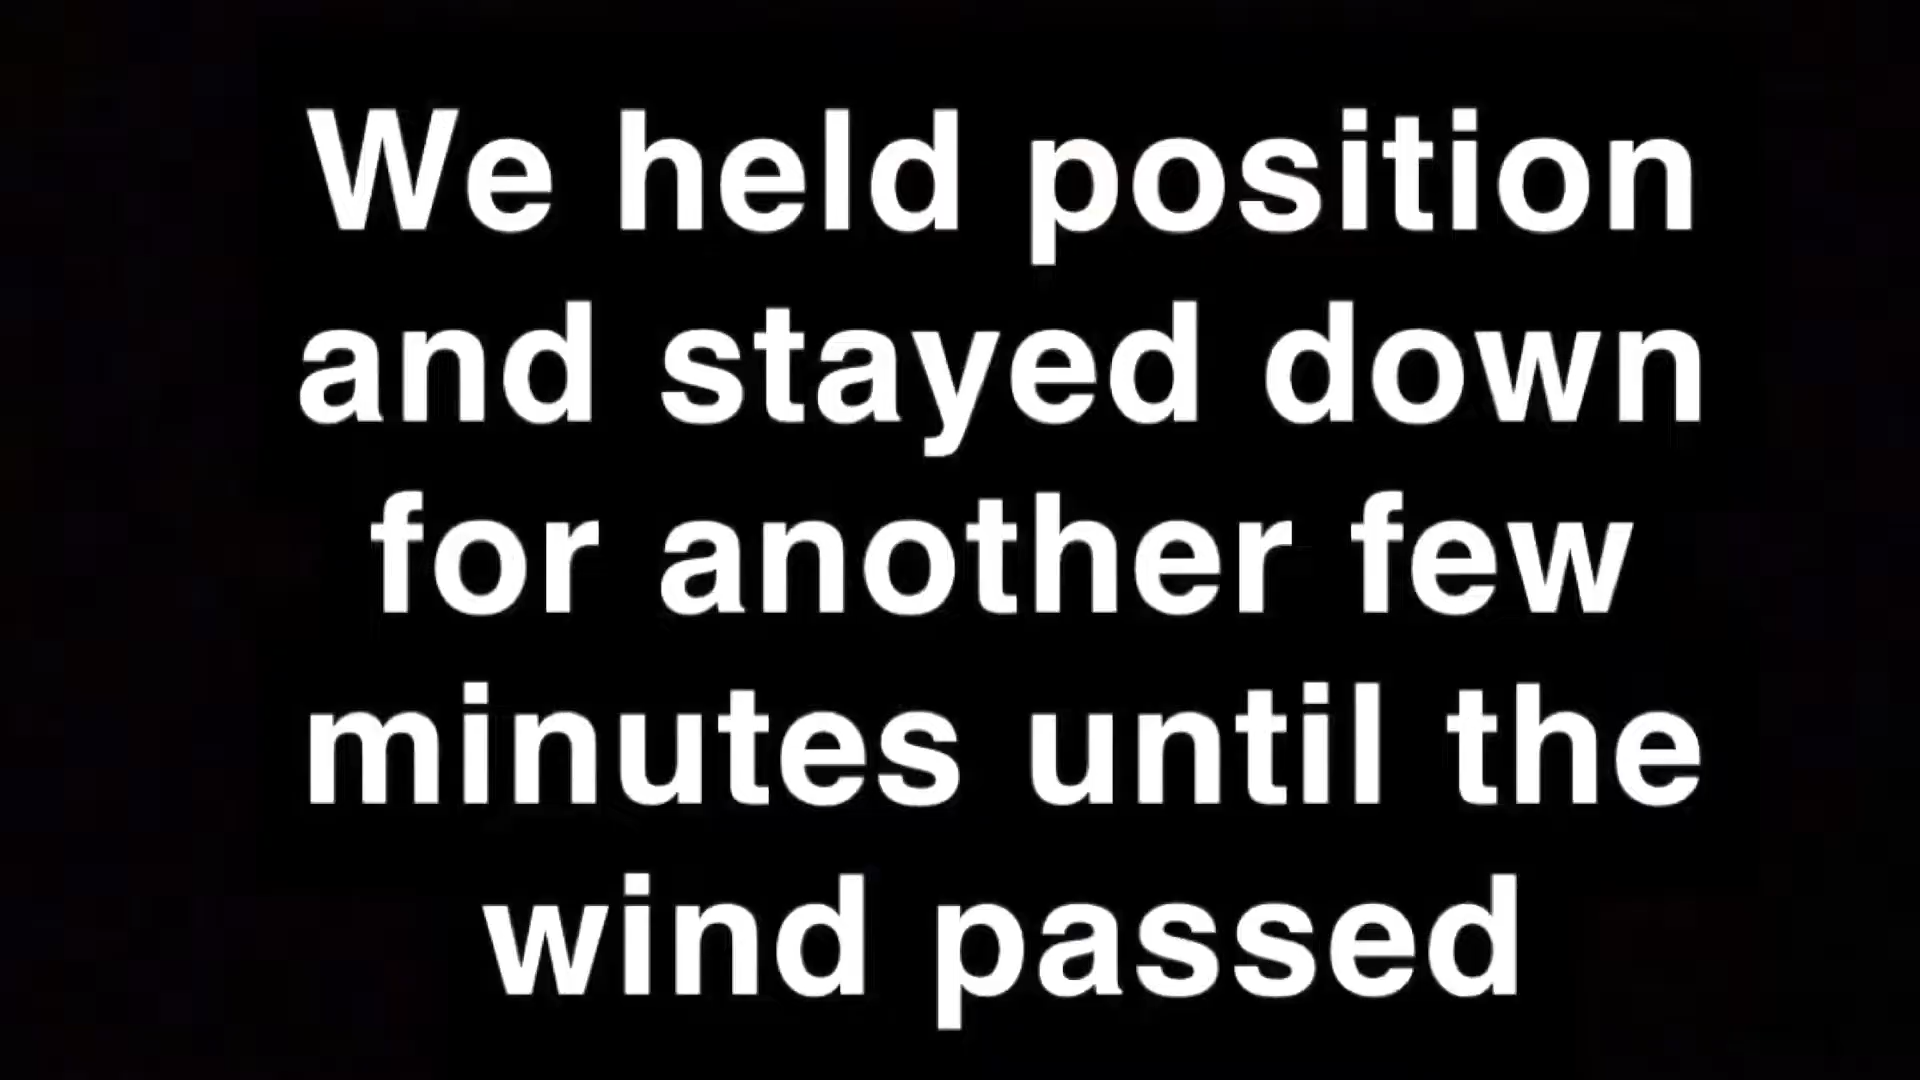 We held position
and stayed down
for another few
minutes until the
wind passed